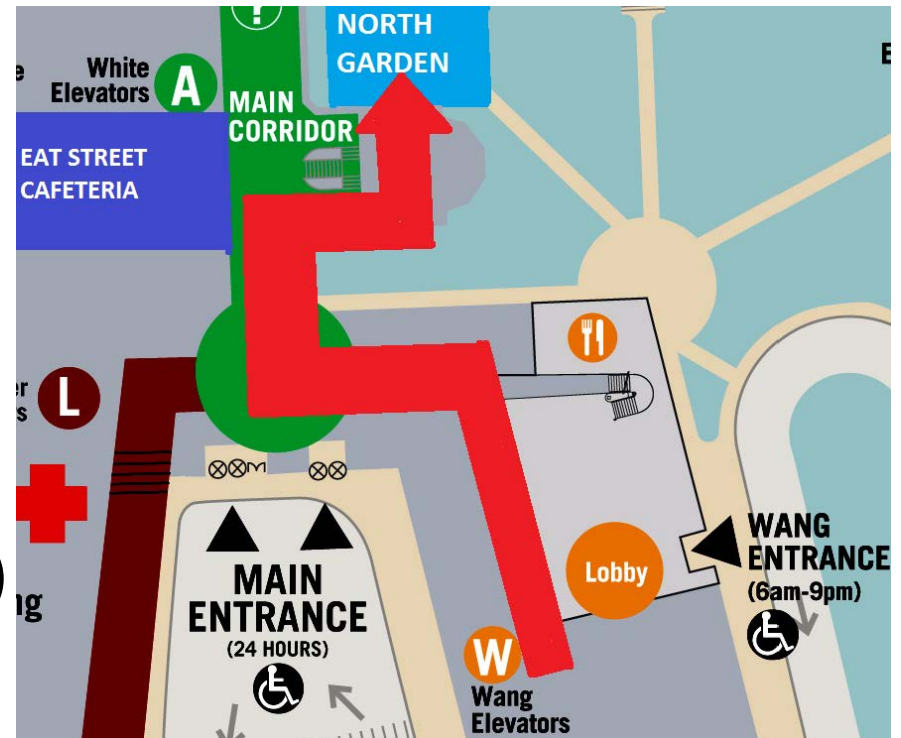 ?
NORTH
GARDEN
White
Elevators
A
MAIN
CORRIDOR
EAT STREET
CAFETERIA
L
Lobby
WANG
ENTRANCE
(6am-9pm)
MAIN
ENTRANCE
(24 HOURS)
W
Wang
Elevators